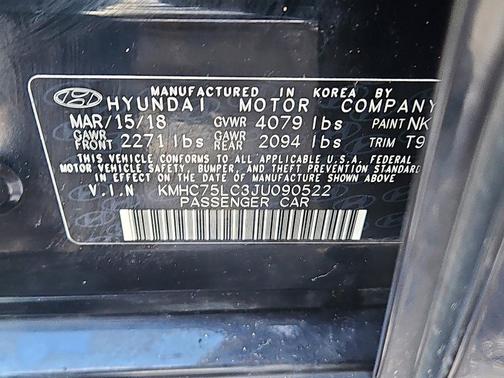 MANUFACTURED IN KOREA BY
HYUNDAI MOTOR COMPANY
MAR/15/18 GVWR 4079 lbs PAINT NK
GAWR FRONT 2271 lbs GAWR REAR 2094 lbs TRIM T9
THIS VEHICLE CONFORMS TO ALL APPLICABLE U.S.A. FEDERAL
MOTOR VEHICLE SAFETY, BUMPER, AND THEFT PREVENTION STANDARDS
IN EFFECT ON THE DATE OF MANUFACTURE SHOWN ABOVE.
V.I.N KMHC75LC3JU090522
PASSENGER CAR